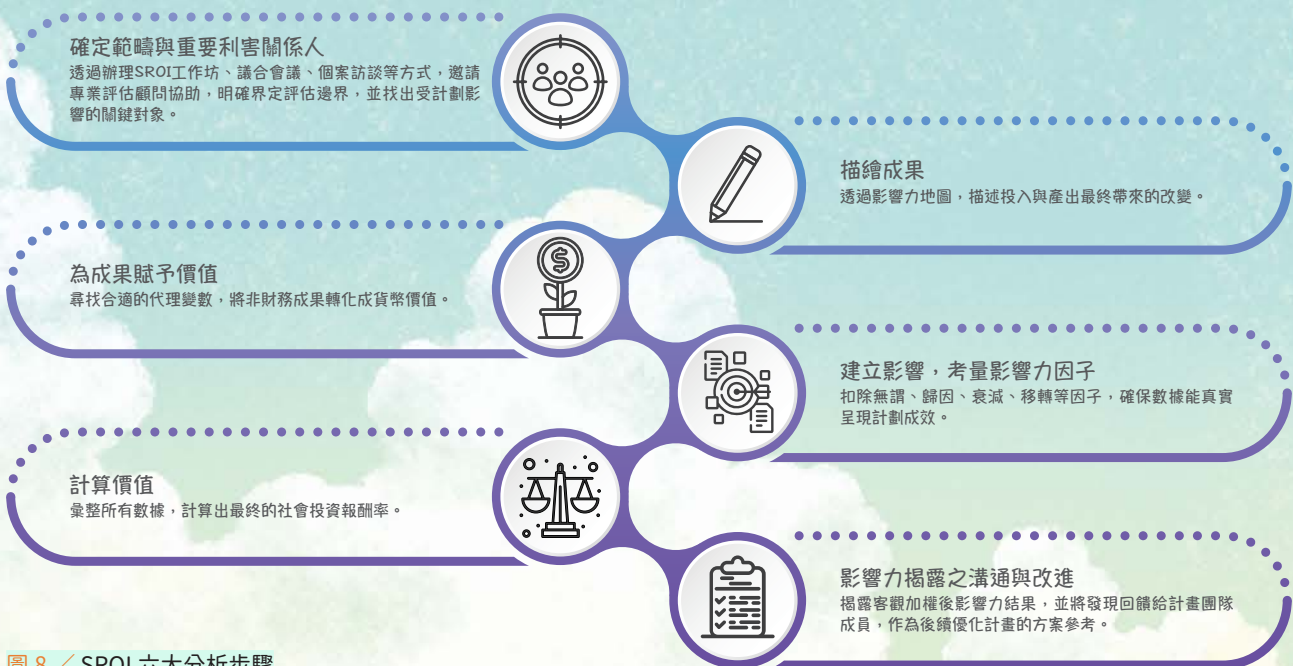 確定範疇與重要利害關係人
透過辦理SROI工作坊、議合會議、個案訪談等方式，邀請
專業評估顧問協助，明確界定評估邊界，並找出受計劃影
響的關鍵對象。
描繪成果
透過影響力地圖，描述投入與產出最終帶來的改變。
為成果賦予價值
尋找合適的代理變數，將非財務成果轉化成貨幣價值。
建立影響，考量影響力因子
扣除無謂、歸因、衰減、移轉等因子，確保數據能真實
呈現計劃成效。
計算價值
彙整所有數據，計算出最終的社會投資報酬率。
影響力揭露之溝通與改進
揭露客觀加權後影響力結果，並將發現回饋給計畫團隊
成員，作為後續優化計畫的方案參考。
圖 8 ／ SROI 六大分析步驟